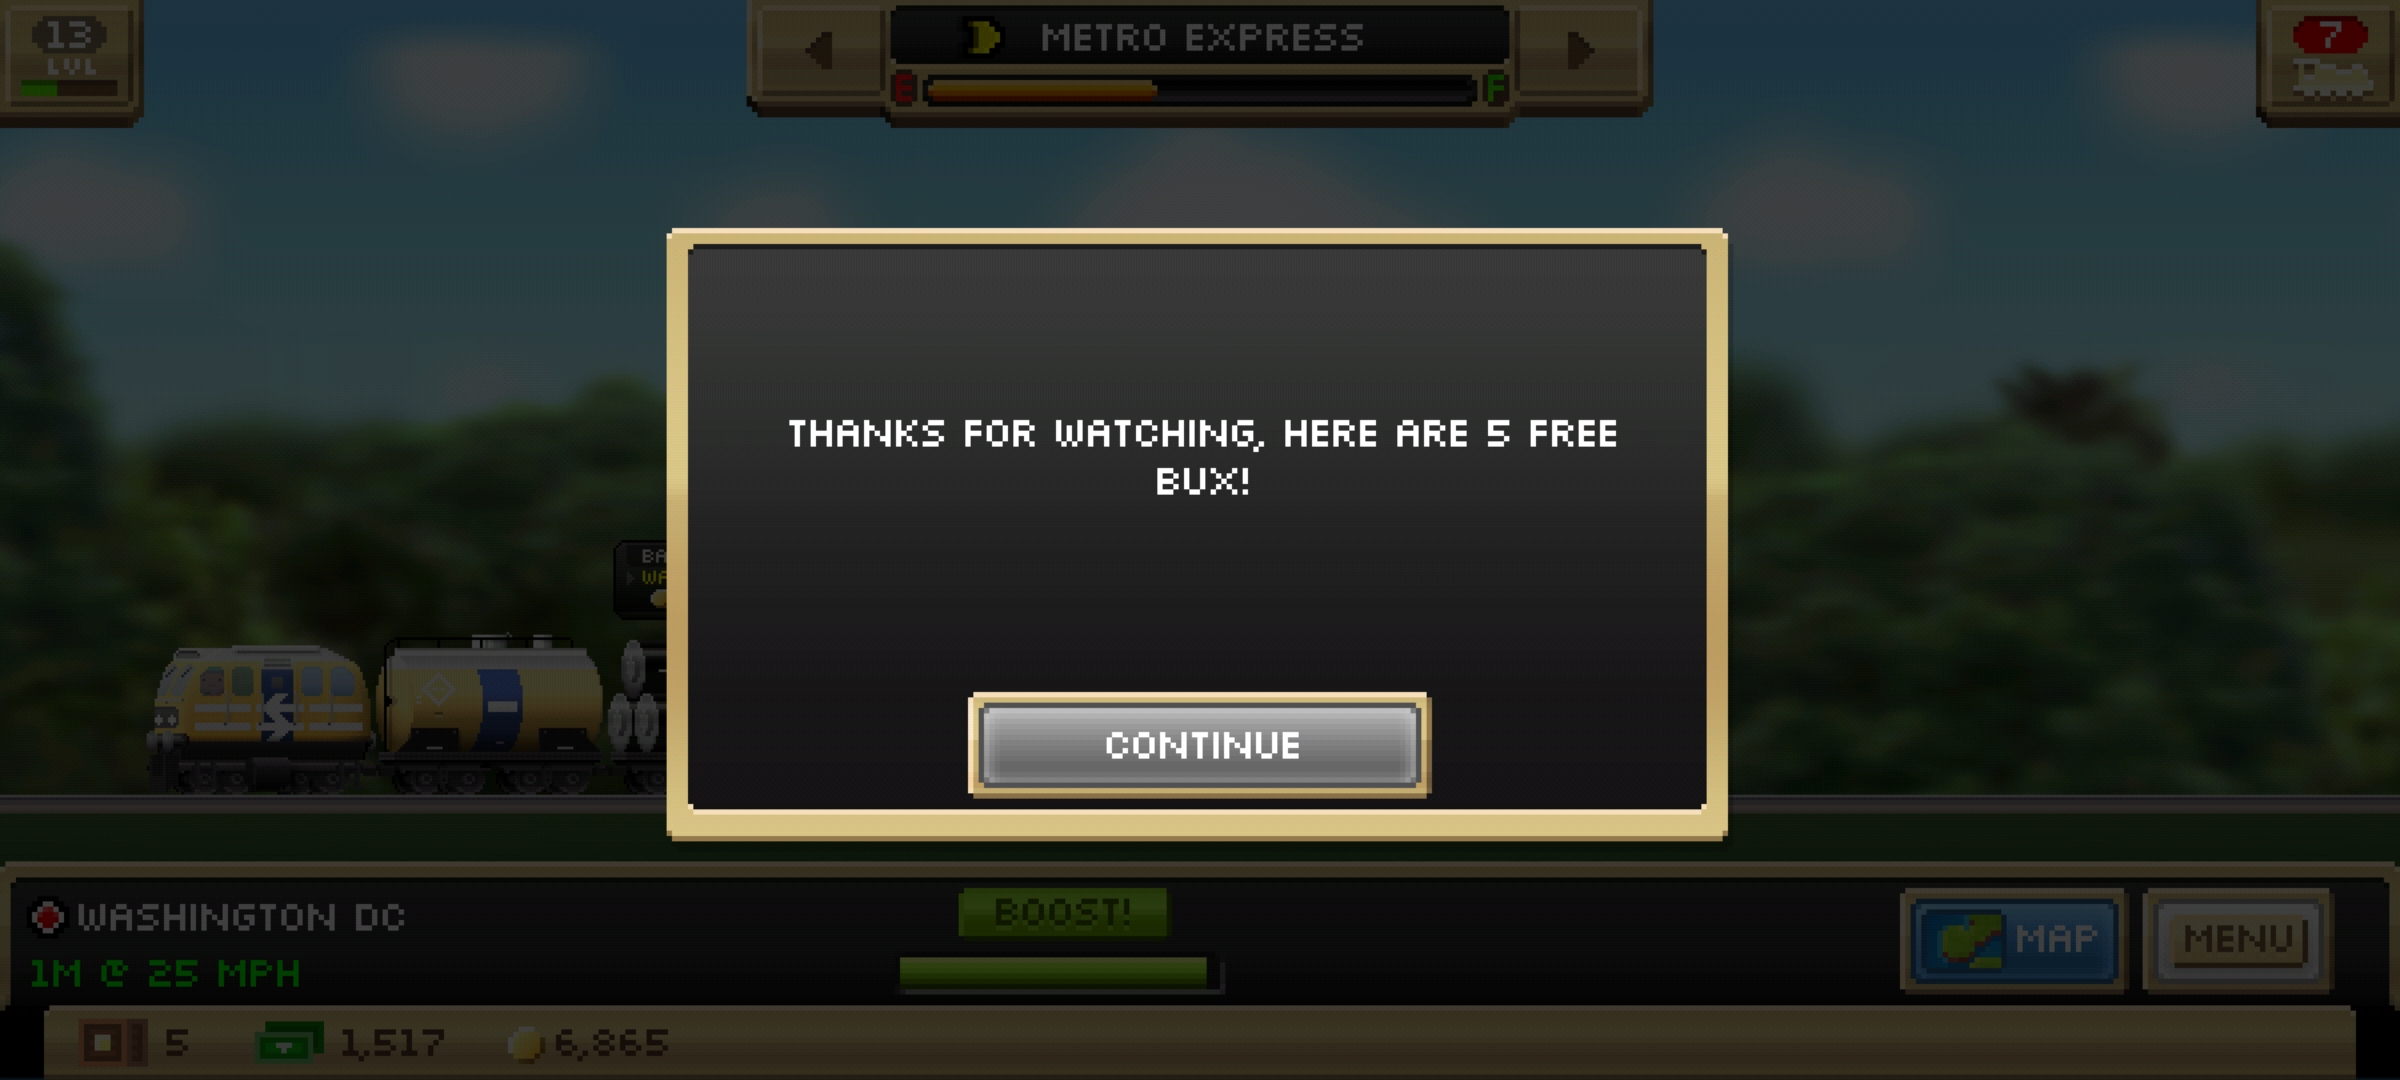 13
LVL
METRO EXPRESS
E
F
7
THANKS FOR WATCHING, HERE ARE 5 FREE
BUX!
CONTINUE
WASHINGTON DC
1M @ 25 MPH
BOOST!
MAP
MENU
5
1,517
6,865